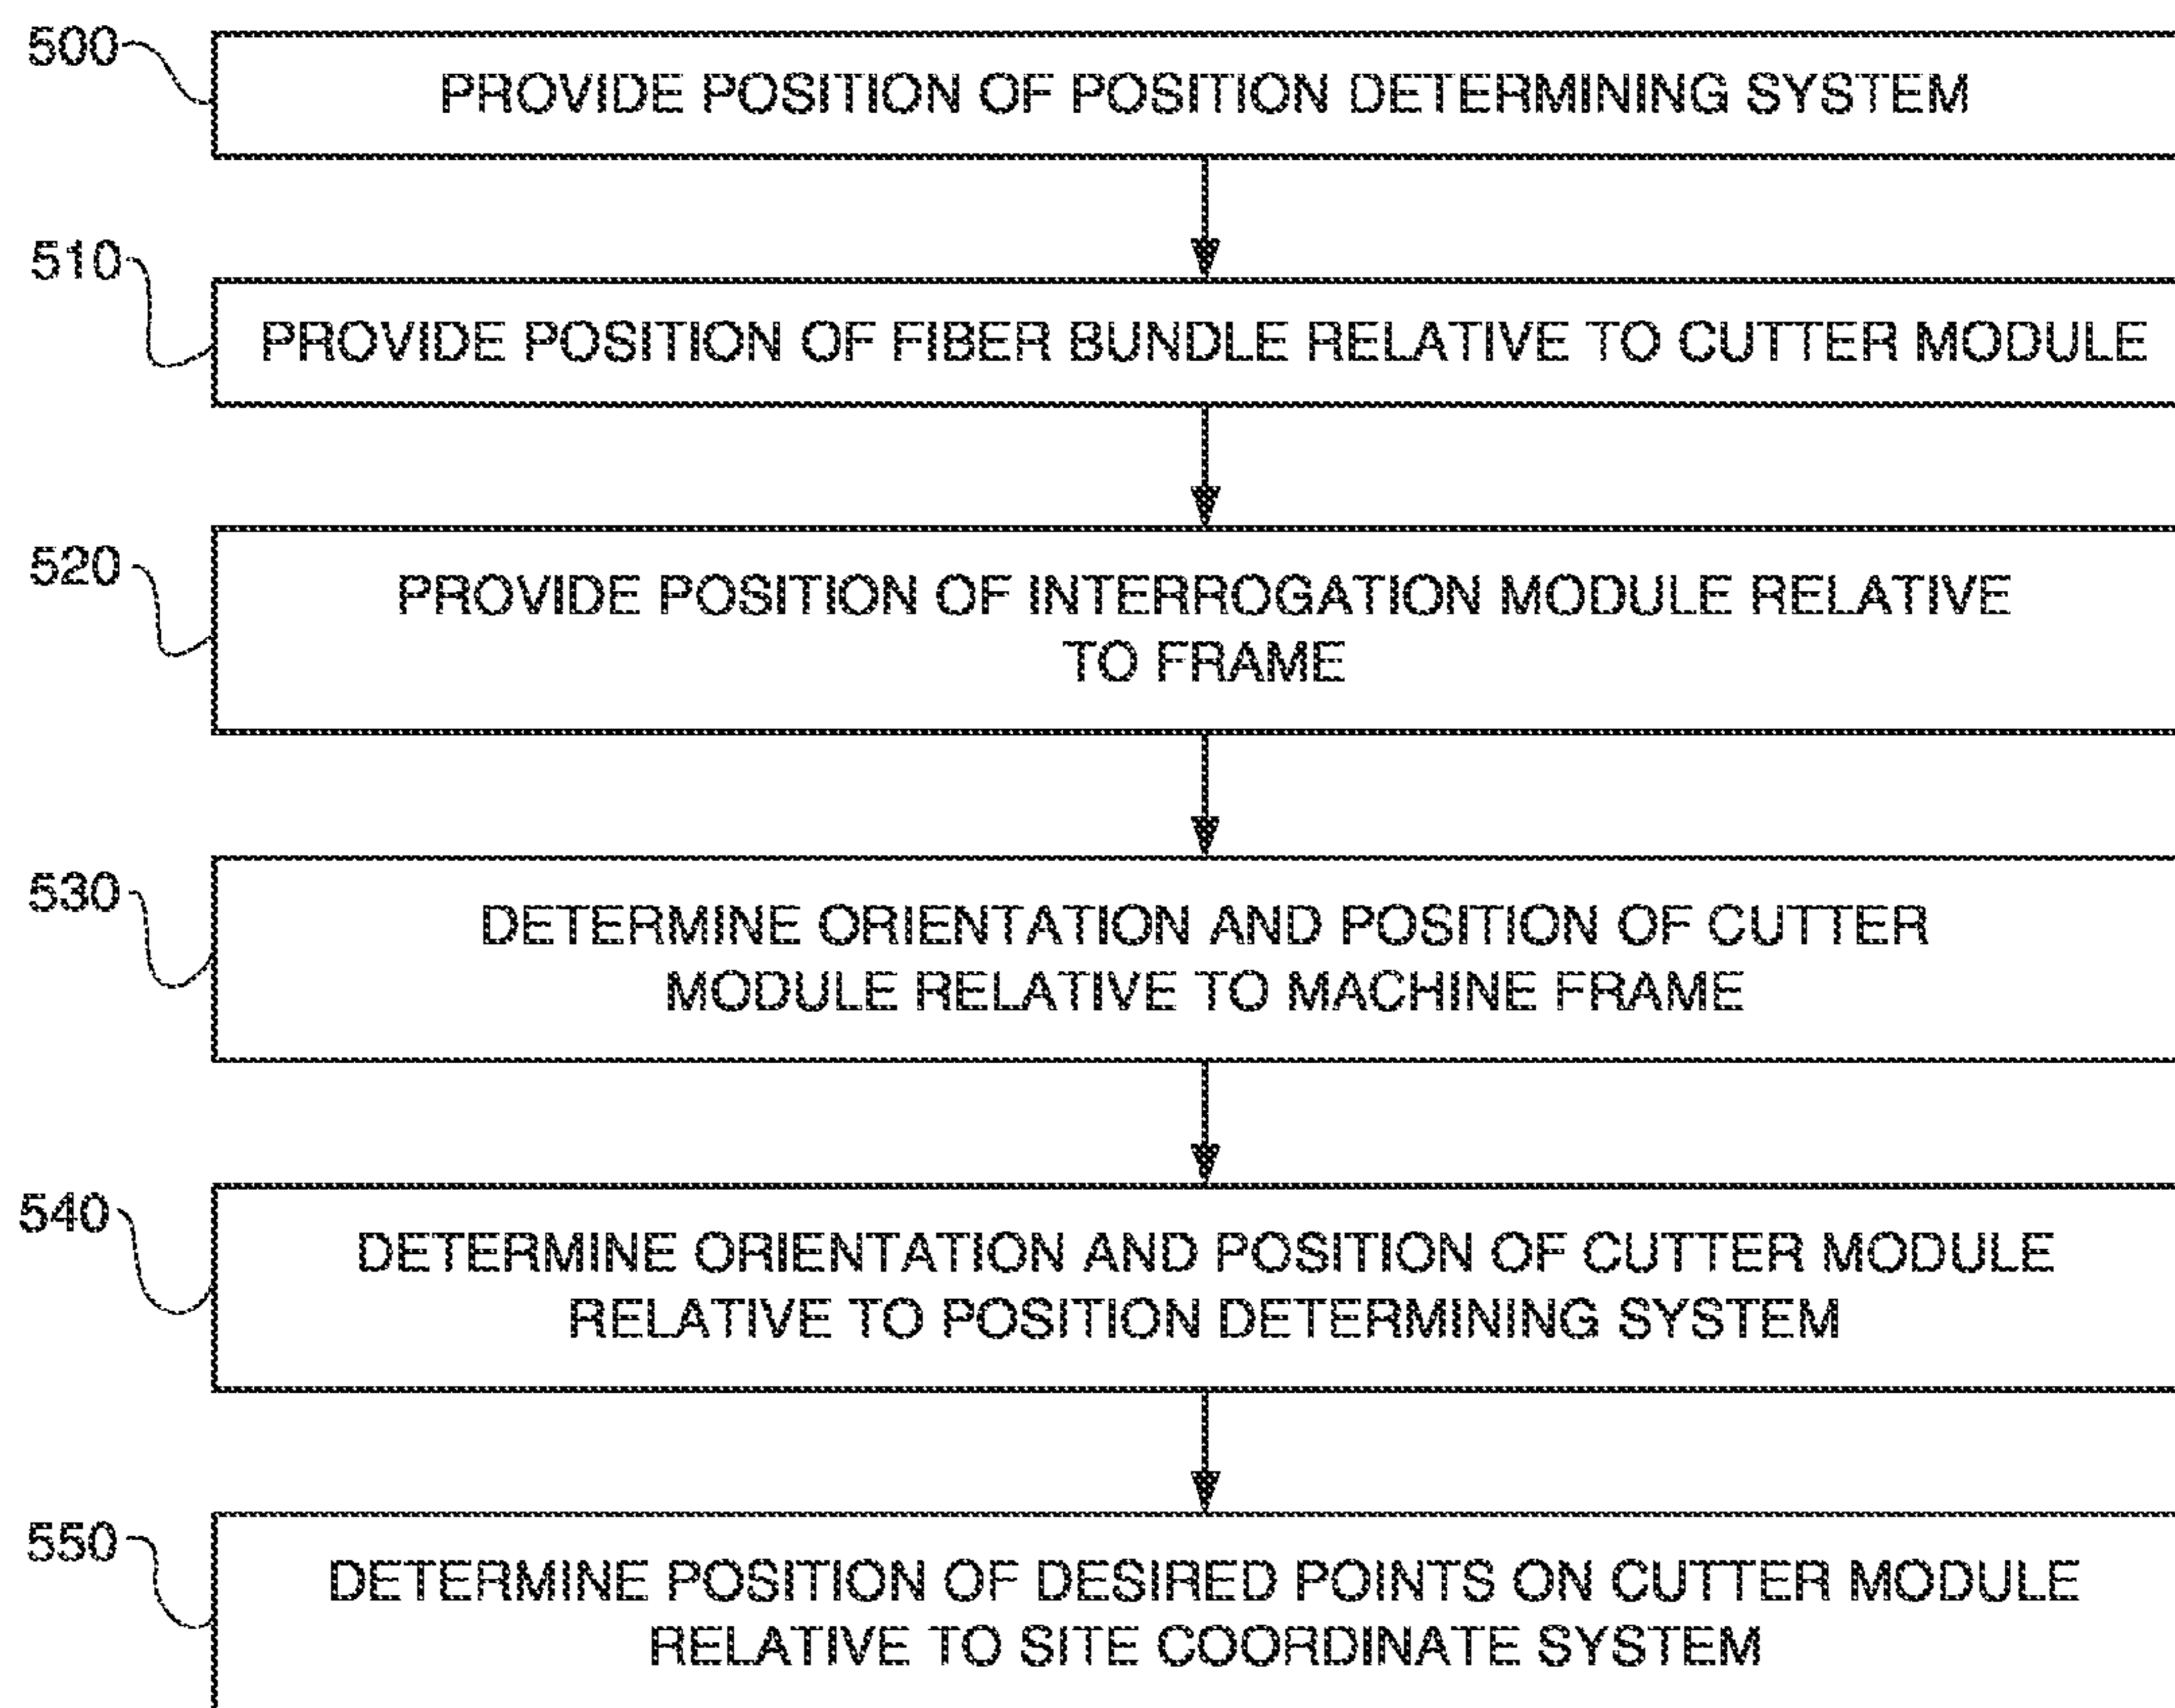 500
PROVIDE POSITION OF POSITION DETERMINING SYSTEM
510
PROVIDE POSITION OF FIBER BUNDLE RELATIVE TO CUTTER MODULE
520
PROVIDE POSITION OF INTERROGATION MODULE RELATIVE
TO FRAME
530
DETERMINE ORIENTATION AND POSITION OF CUTTER
MODULE RELATIVE TO MACHINE FRAME
540
DETERMINE ORIENTATION AND POSITION OF CUTTER MODULE
RELATIVE TO POSITION DETERMINING SYSTEM
550
DETERMINE POSITION OF DESIRED POINTS ON CUTTER MODULE
RELATIVE TO SITE COORDINATE SYSTEM